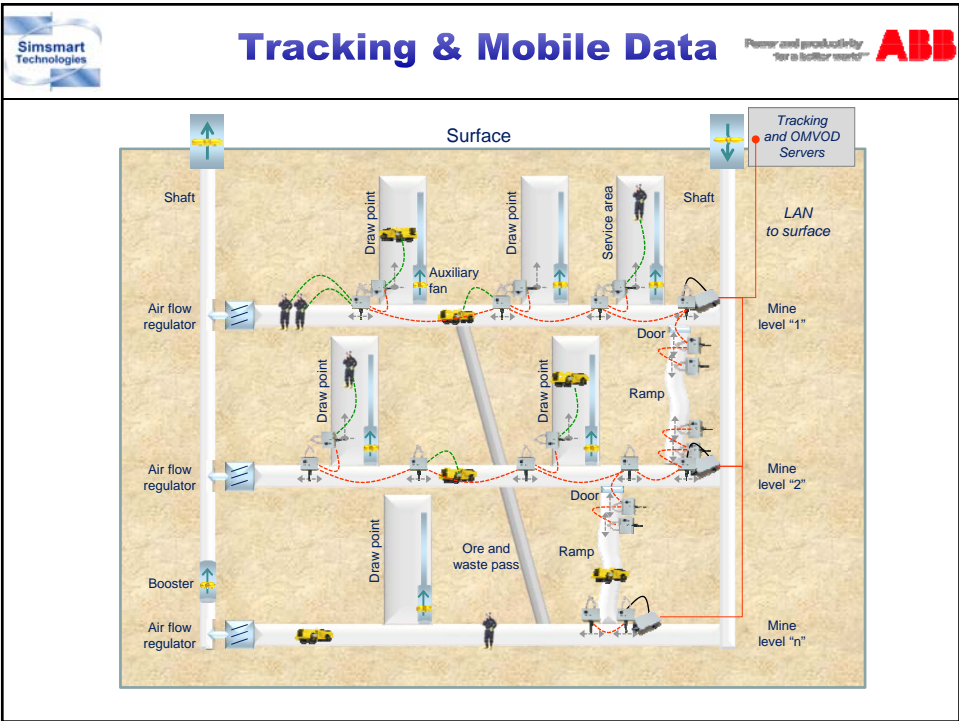 Simsmart
Technologies
Tracking & Mobile Data
Power and productivity
for a better world™
ABB
Surface
Tracking
and OMVOD
Servers
Shaft
Draw point
Draw point
Service area
Shaft
LAN
to surface
Auxiliary
fan
Air flow
regulator
Mine
level “1”
Door
Draw point
Draw point
Ramp
Air flow
regulator
Mine
level “2”
Door
Draw point
Ore and
waste pass
Ramp
Booster
Air flow
regulator
Mine
level “n”